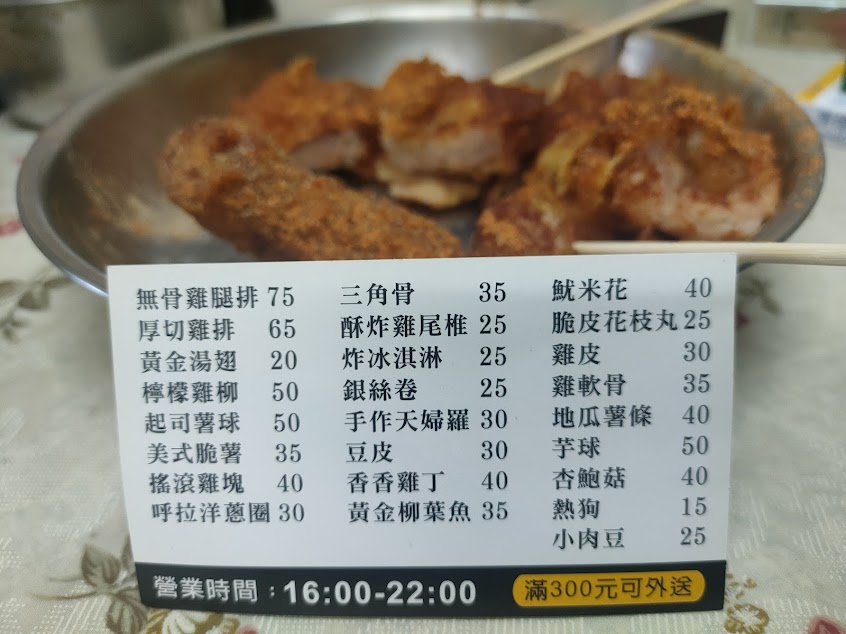 無骨雞腿排 75
厚切雞排 65
黃金湯翅 20
檸檬雞柳 50
起司薯球 50
美式脆薯 35
搖滾雞塊 40
呼拉洋蔥圈 30
三角骨 35
酥炸雞尾椎 25
炸冰淇淋 25
銀絲卷 25
手作天婦羅 30
豆皮 30
香香雞丁 40
黃金柳葉魚 35
魷米花 40
脆皮花枝丸 25
雞皮 30
雞軟骨 35
地瓜薯條 40
芋球 50
杏鮑菇 40
熱狗 15
小肉豆 25
營業時間：16:00-22:00
滿300元可外送